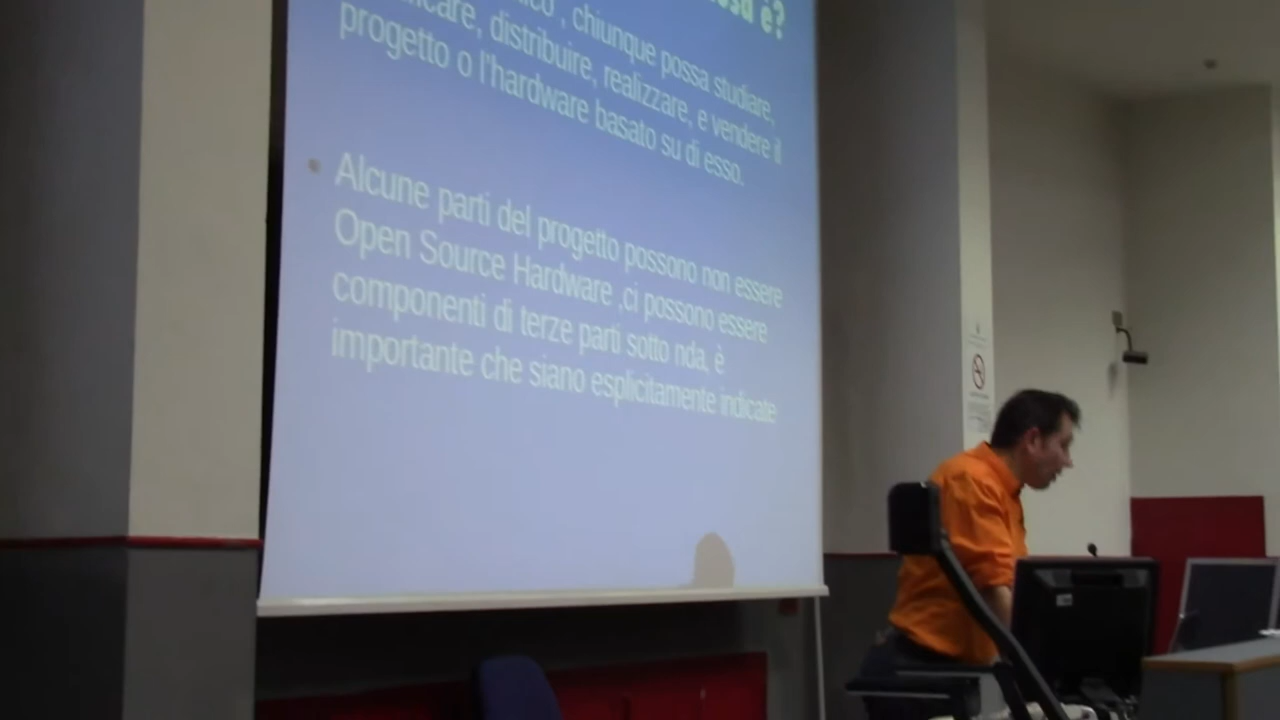 è?
, chiunque possa studiare,
distribuire, realizzare, e vendere il
progetto o l'hardware basato su di esso.
Alcune parti del progetto possono non essere
Open Source Hardware ,ci possono essere
componenti di terze parti sotto nda, è
importante che siano esplicitamente indicate